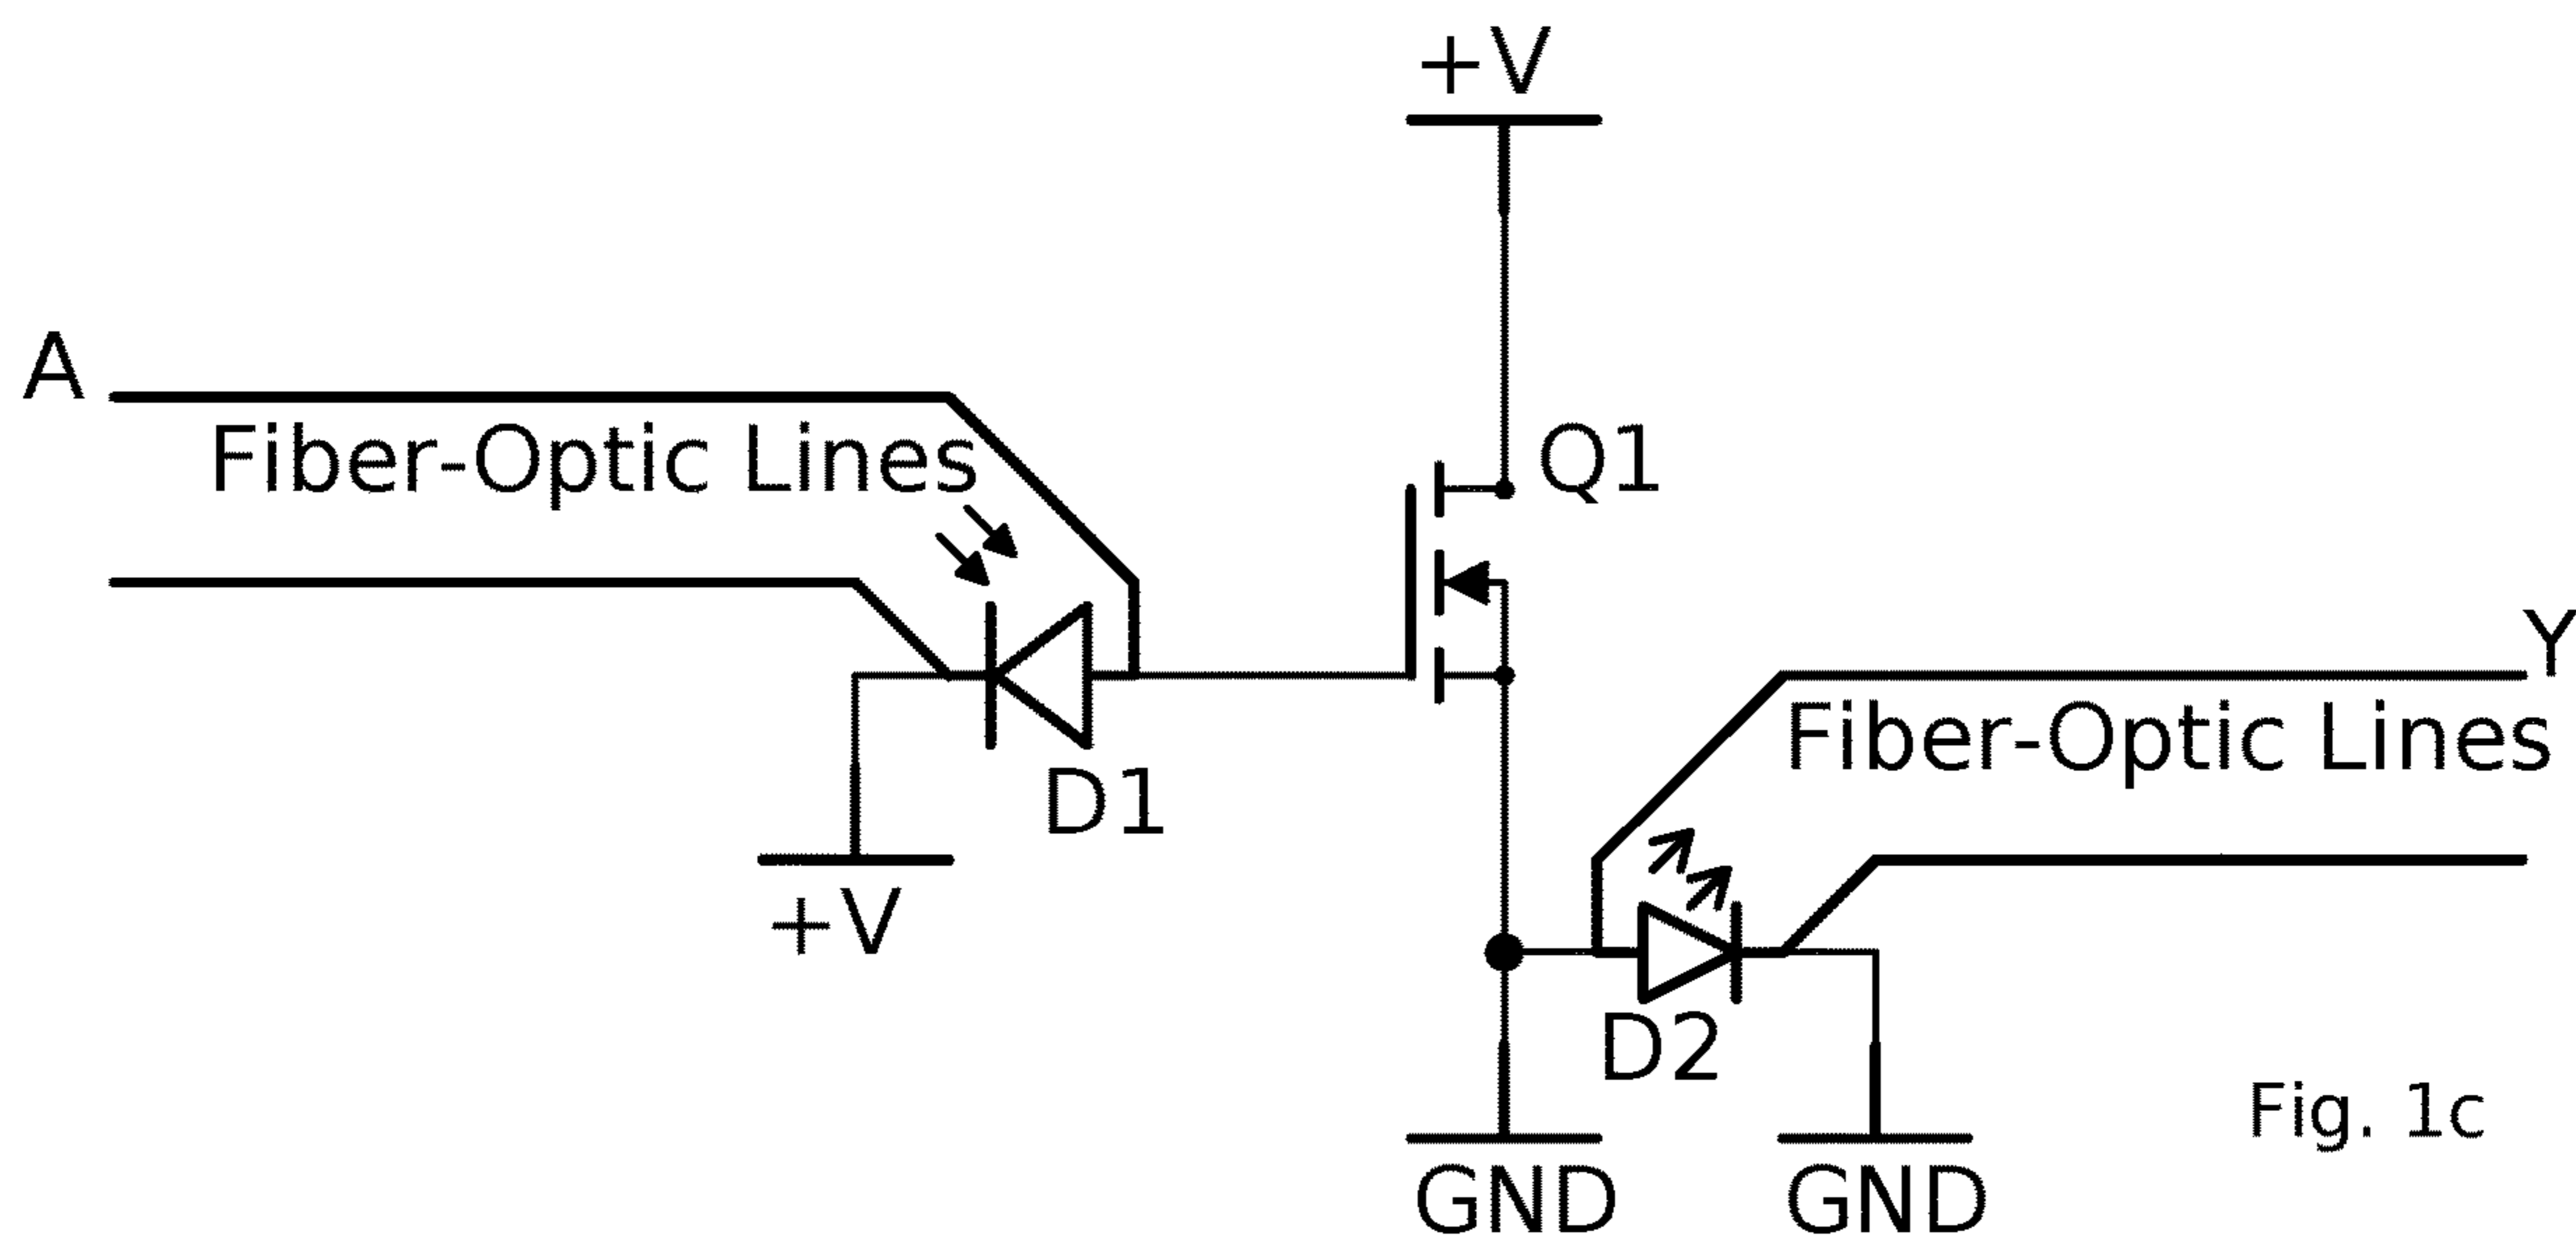 +V
A
Fiber-Optic Lines
Q1
Y
Fiber-Optic Lines
D1
+V
D2
Fig. 1c
GND
GND